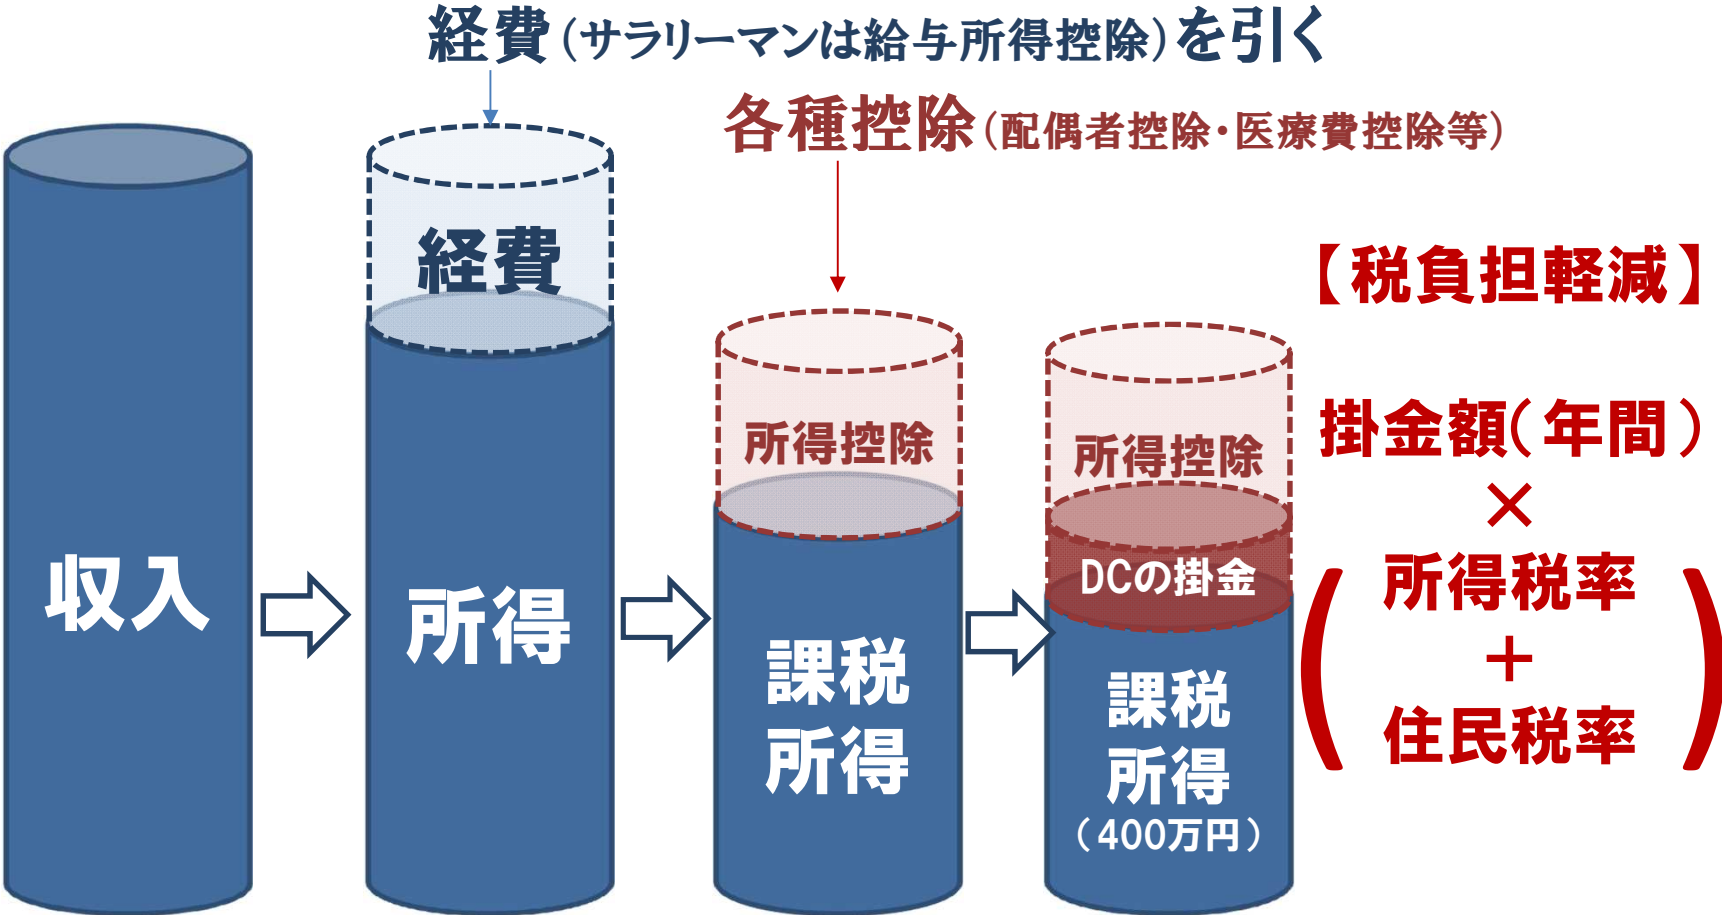 経費(サラリーマンは給与所得控除)を引く
各種控除(配偶者控除・医療費控除等)
収入
経費
所得
所得控除
課税
所得
所得控除
DCの掛金
課税
所得
(400万円)
【税負担軽減】
掛金額(年間)
×
(所得税率
+
住民税率)